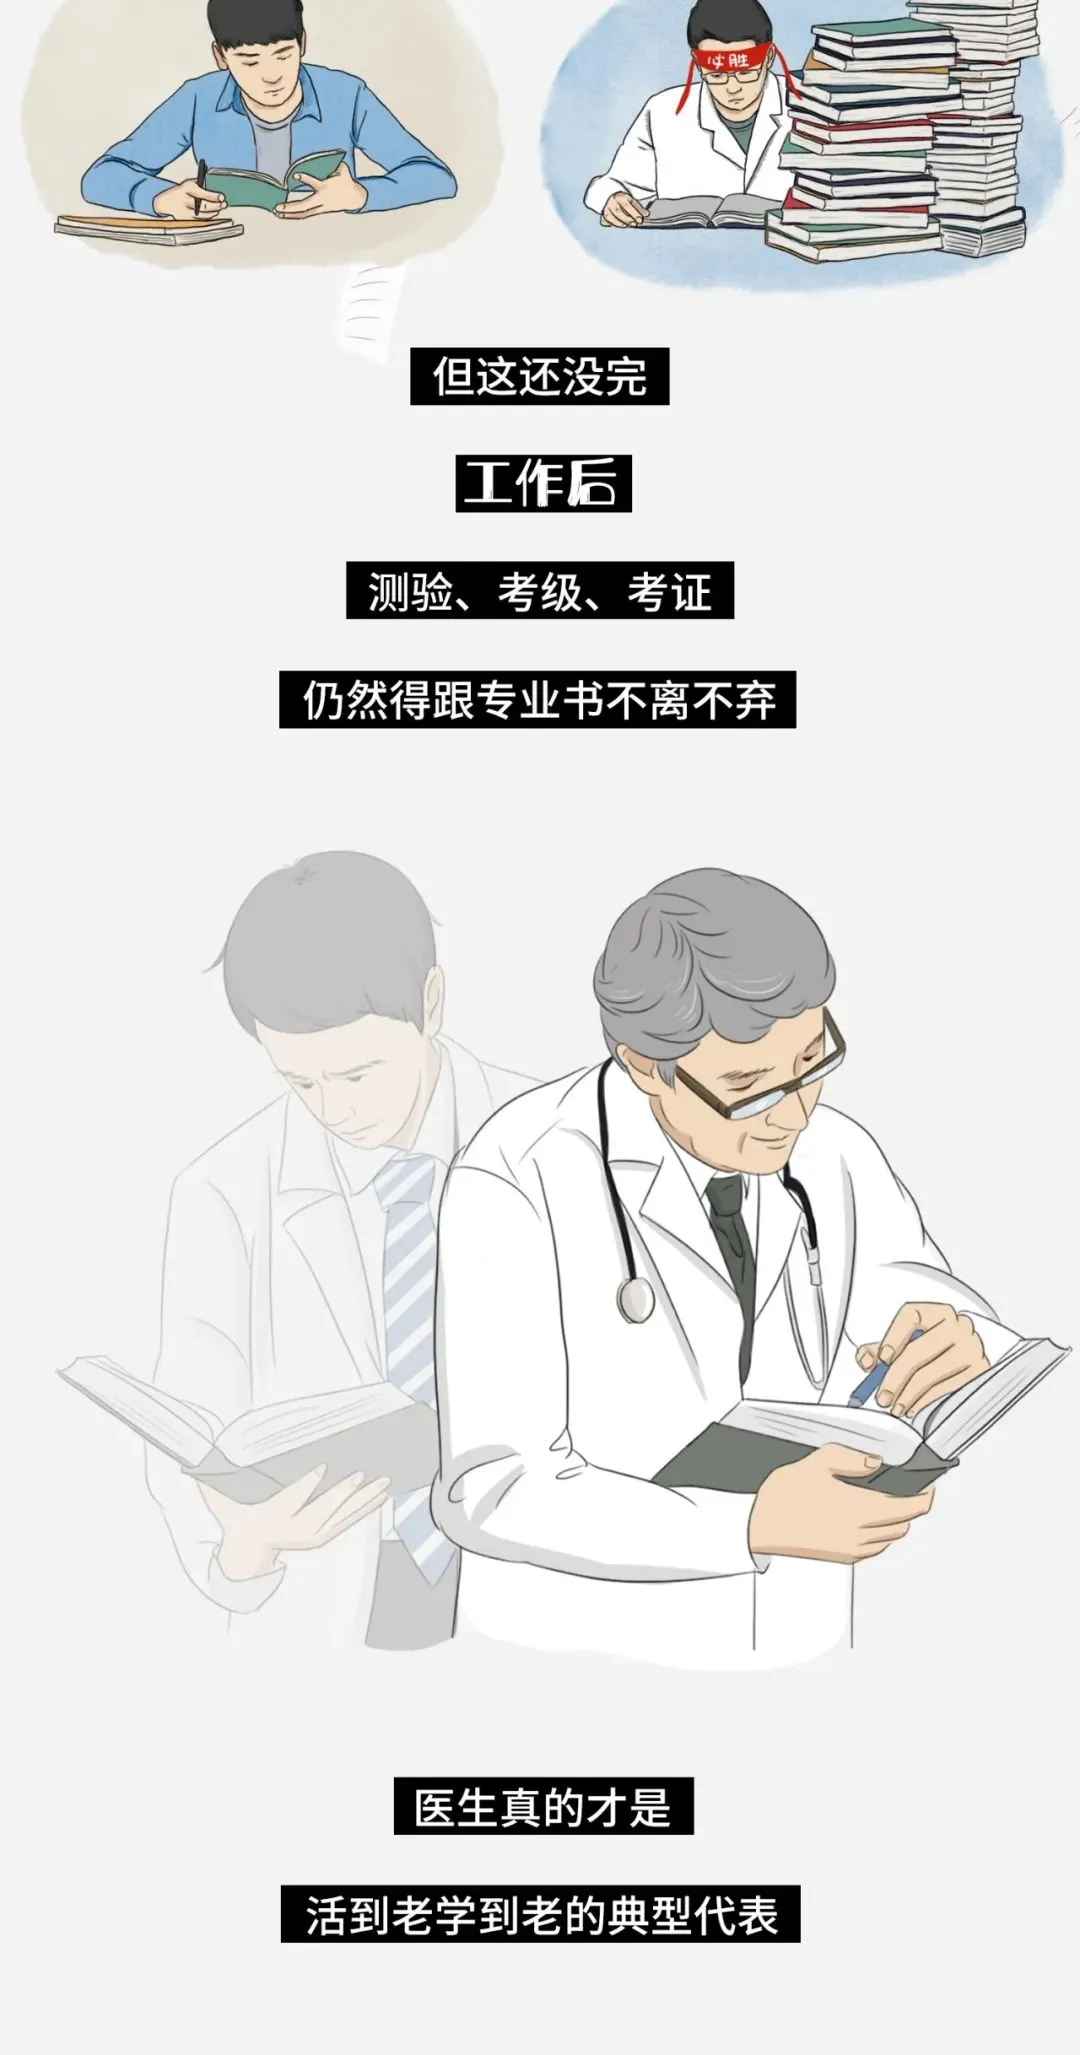 必胜
但这还没完
工作后
测验、考级、考证
仍然得跟专业书不离不弃
医生真的才是
活到老学到老的典型代表